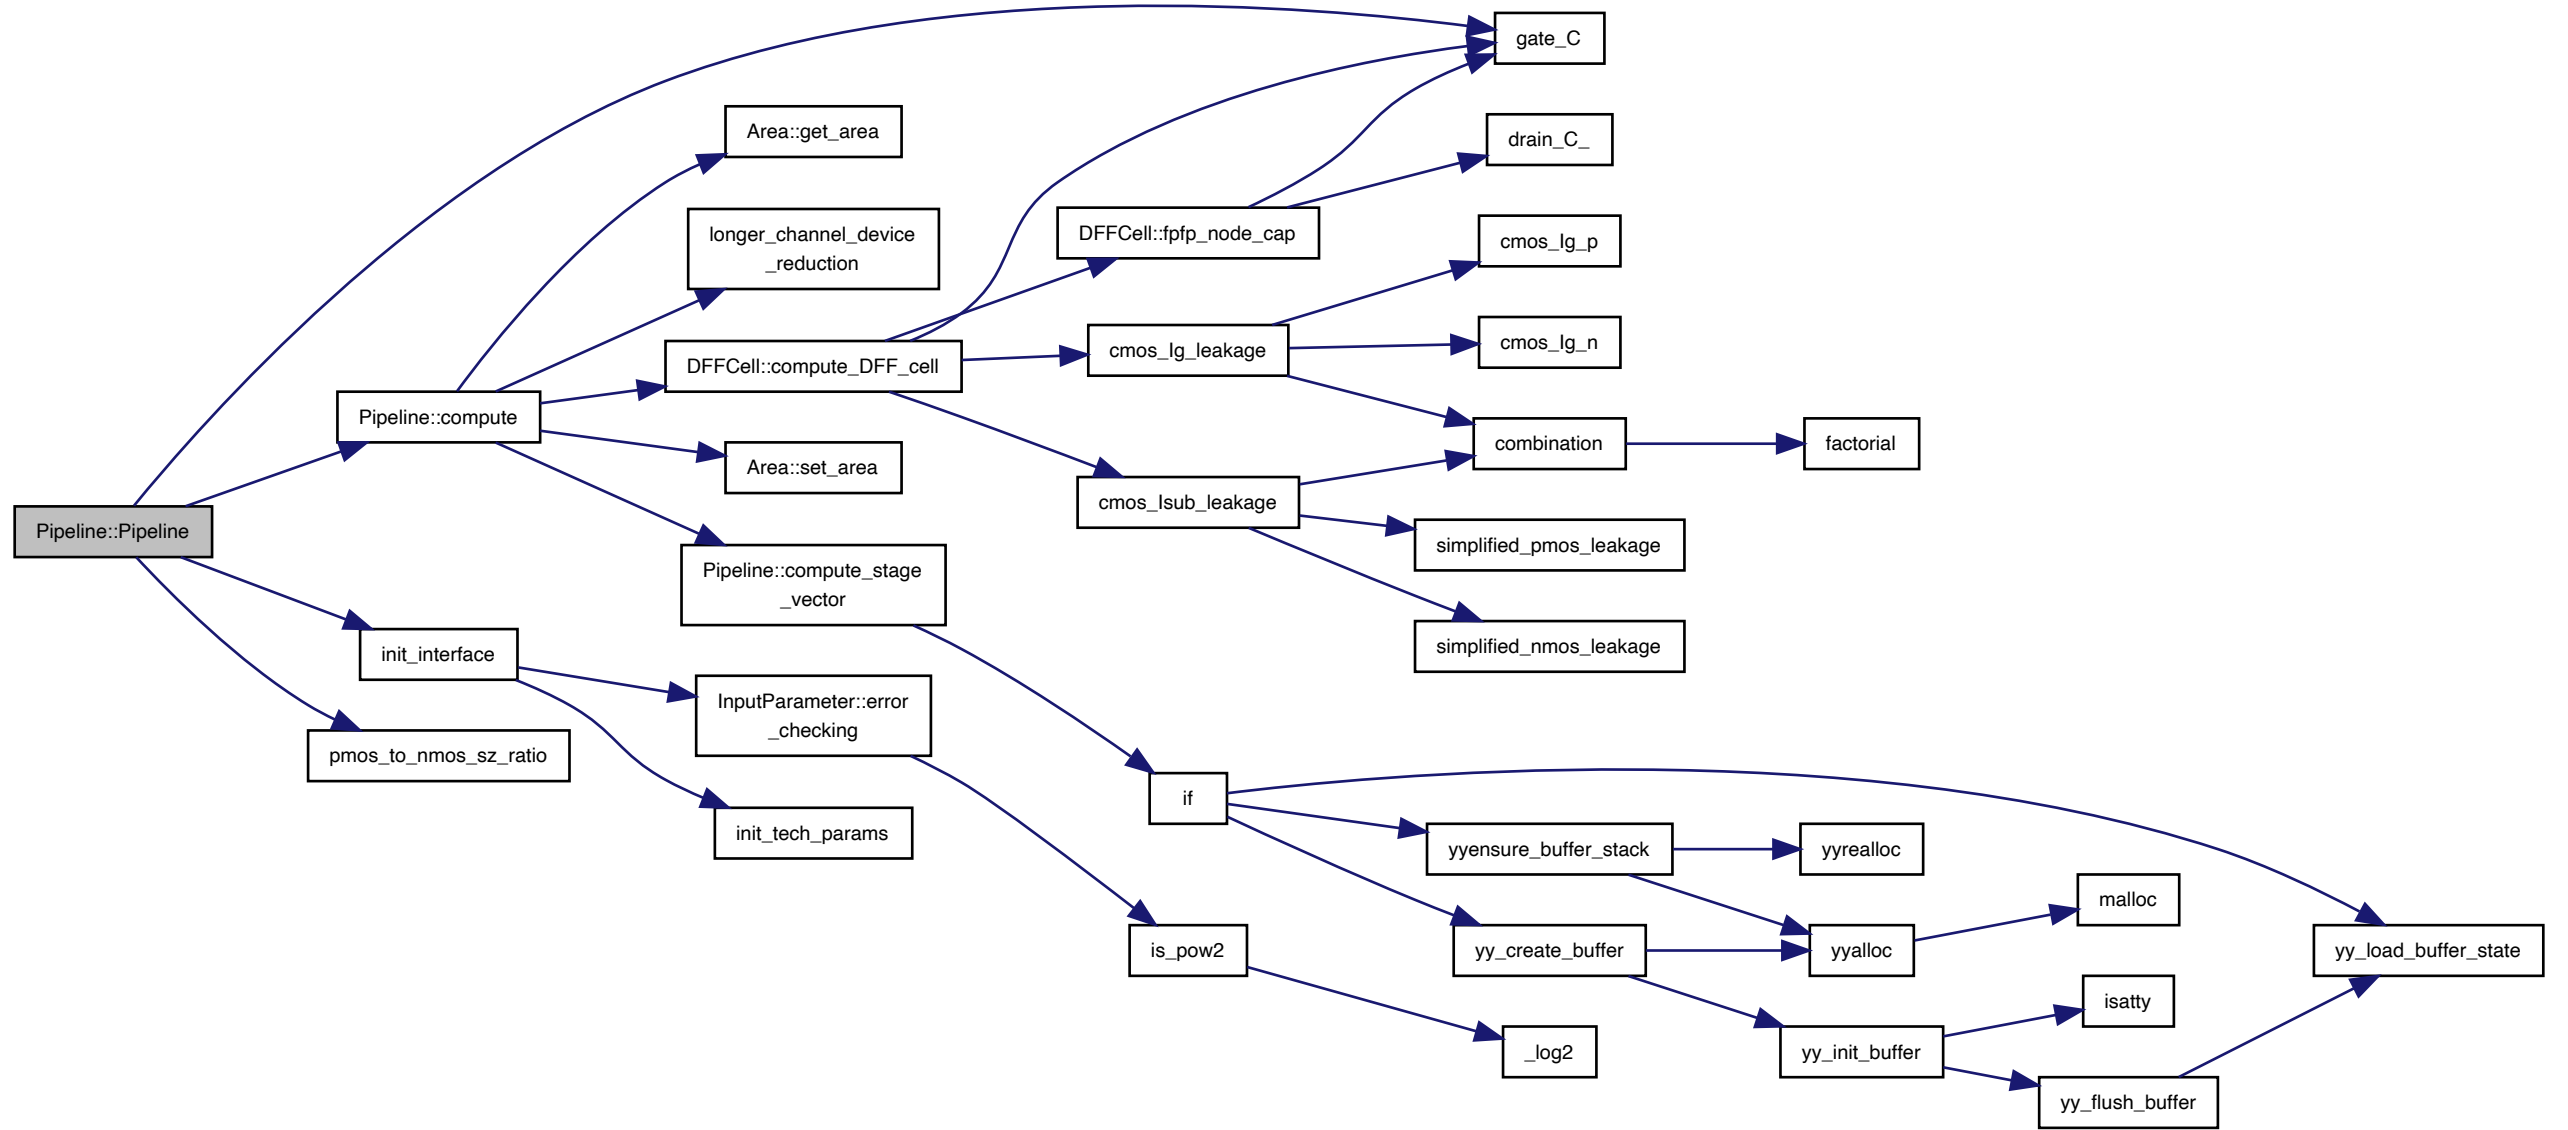 Pipeline::Pipeline
gate_C
Pipeline::compute
init_interface
pmos_to_nmos_sz_ratio
Area::get_area
longer_channel_device
_reduction
DFFCell::compute_DFF_cell
Area::set_area
Pipeline::compute_stage
_vector
InputParameter::error
_checking
init_tech_params
DFFCell::fpfp_node_cap
cmos_Ig_leakage
cmos_Isub_leakage
if
is_pow2
drain_C_
cmos_Ig_p
cmos_Ig_n
combination
simplified_pmos_leakage
simplified_nmos_leakage
yyensure_buffer_stack
yy_create_buffer
_log2
factorial
yyrealloc
yyalloc
yy_init_buffer
malloc
isatty
yy_flush_buffer
yy_load_buffer_state